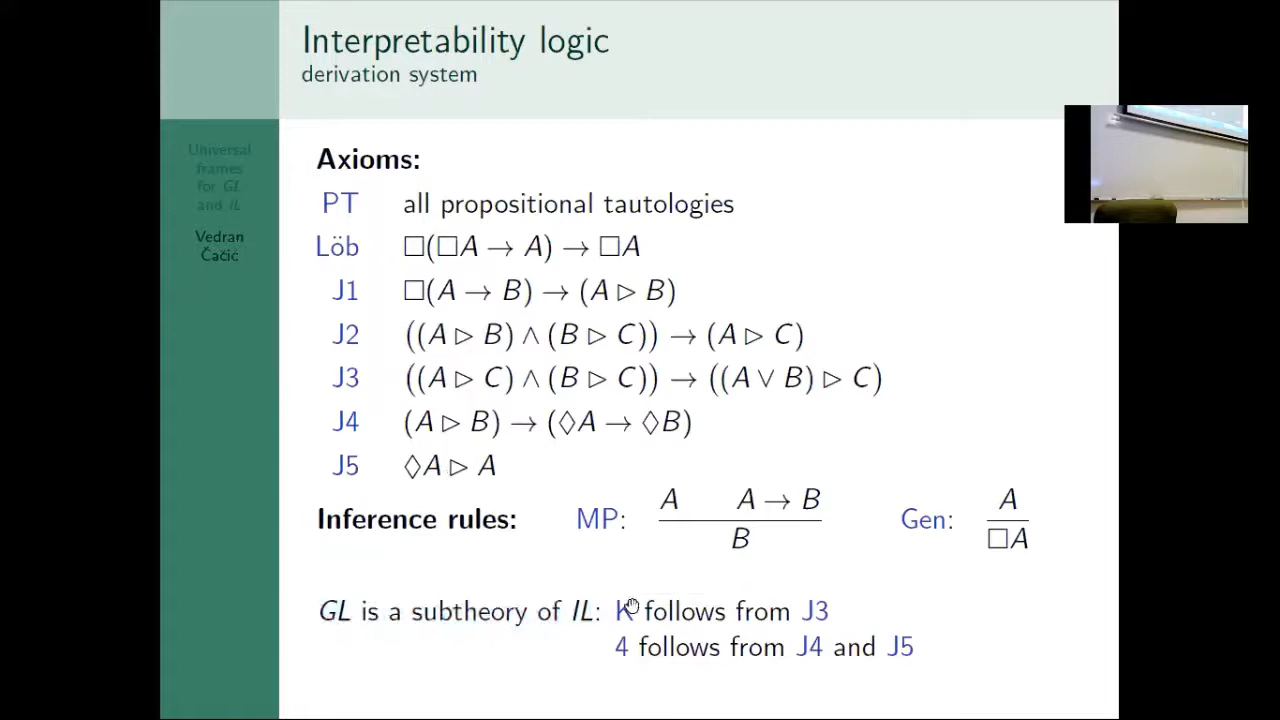 Interpretability logic
derivation system
Universal
frames
for GL
and IL
Vedran
Čačić
Axioms:
PT all propositional tautologies
Löb □(□A → A) → □A
J1 □(A → B) → (A ▷ B)
J2 ((A ▷ B) ∧ (B ▷ C)) → (A ▷ C)
J3 ((A ▷ C) ∧ (B ▷ C)) → ((A ∨ B) ▷ C)
J4 (A ▷ B) → (◊A → ◊B)
J5 ◊A ▷ A
Inference rules: MP: A A → B
B
Gen: A
□A
GL is a subtheory of IL: K follows from J3
4 follows from J4 and J5